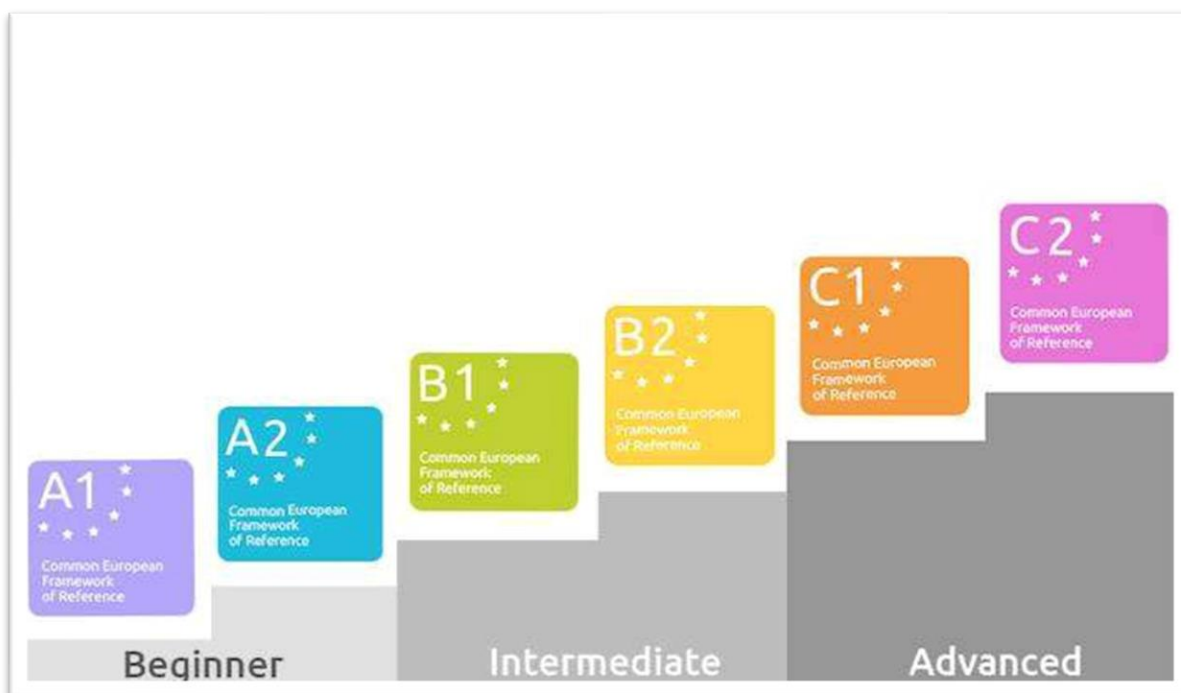 A1
Common European
Framework
of Reference
A2
Common European
Framework
of Reference
B1
Common European
Framework
of Reference
B2
Common European
Framework
of Reference
C1
Common European
Framework
of Reference
C2
Common European
Framework
of Reference
Beginner
Intermediate
Advanced